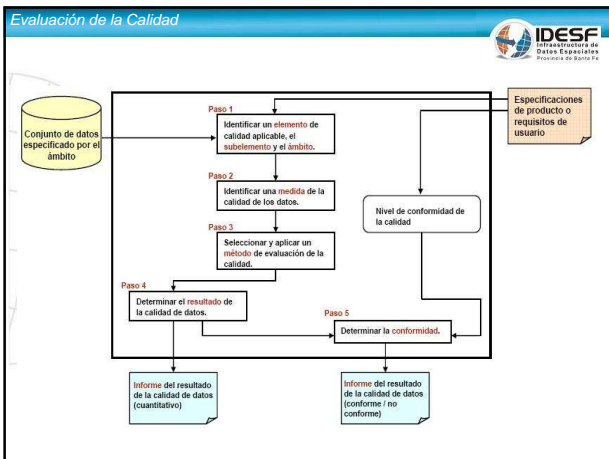 Evaluación de la Calidad
IDESF
Infraestructura de
Datos Espaciales
Provincia de Santa Fe
Conjunto de datos
especificado por el
ámbito
Especificaciones
de producto o
requisitos de
usuario
Paso 1
Identificar un elemento de
calidad aplicable, el
subelemento y el ámbito.
Paso 2
Identificar una medida de la
calidad de los datos.
Nivel de conformidad de
la calidad
Paso 3
Seleccionar y aplicar un
método de evaluación de la
calidad.
Paso 4
Determinar el resultado de
la calidad de datos.
Paso 5
Determinar la conformidad.
Informe del resultado
de la calidad de datos
(cuantitativo)
Informe del resultado
de la calidad de datos
(conforme / no
conforme)